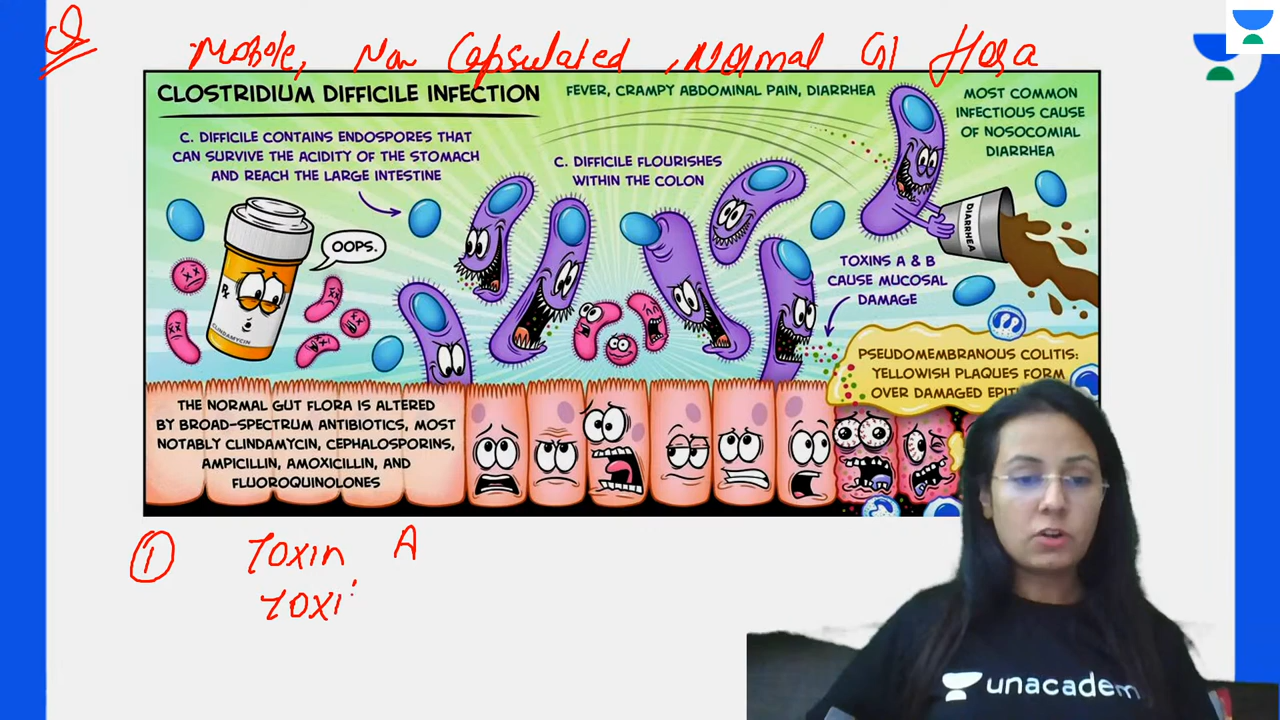 Q
Motile, Non Capsulated, Normal GI flora
CLOSTRIDIUM DIFFICILE INFECTION
FEVER, CRAMPY ABDOMINAL PAIN, DIARRHEA
MOST COMMON
INFECTIOUS CAUSE
OF NOSOCOMIAL
DIARRHEA
C. DIFFICILE CONTAINS ENDOSPORES THAT
CAN SURVIVE THE ACIDITY OF THE STOMACH
AND REACH THE LARGE INTESTINE
C. DIFFICILE FLOURISHES
WITHIN THE COLON
DIARRHEA
OOPS.
Rx
CLINDAMYCIN
TOXINS A & B
CAUSE MUCOSAL
DAMAGE
PSEUDOMEMBRANOUS COLITIS:
YELLOWISH PLAQUES FORM
OVER DAMAGED EPIT
THE NORMAL GUT FLORA IS ALTERED
BY BROAD-SPECTRUM ANTIBIOTICS, MOST
NOTABLY CLINDAMYCIN, CEPHALOSPORINS,
AMPICILLIN, AMOXICILLIN, AND
FLUOROQUINOLONES
1 Toxin A
Toxi
unacadem